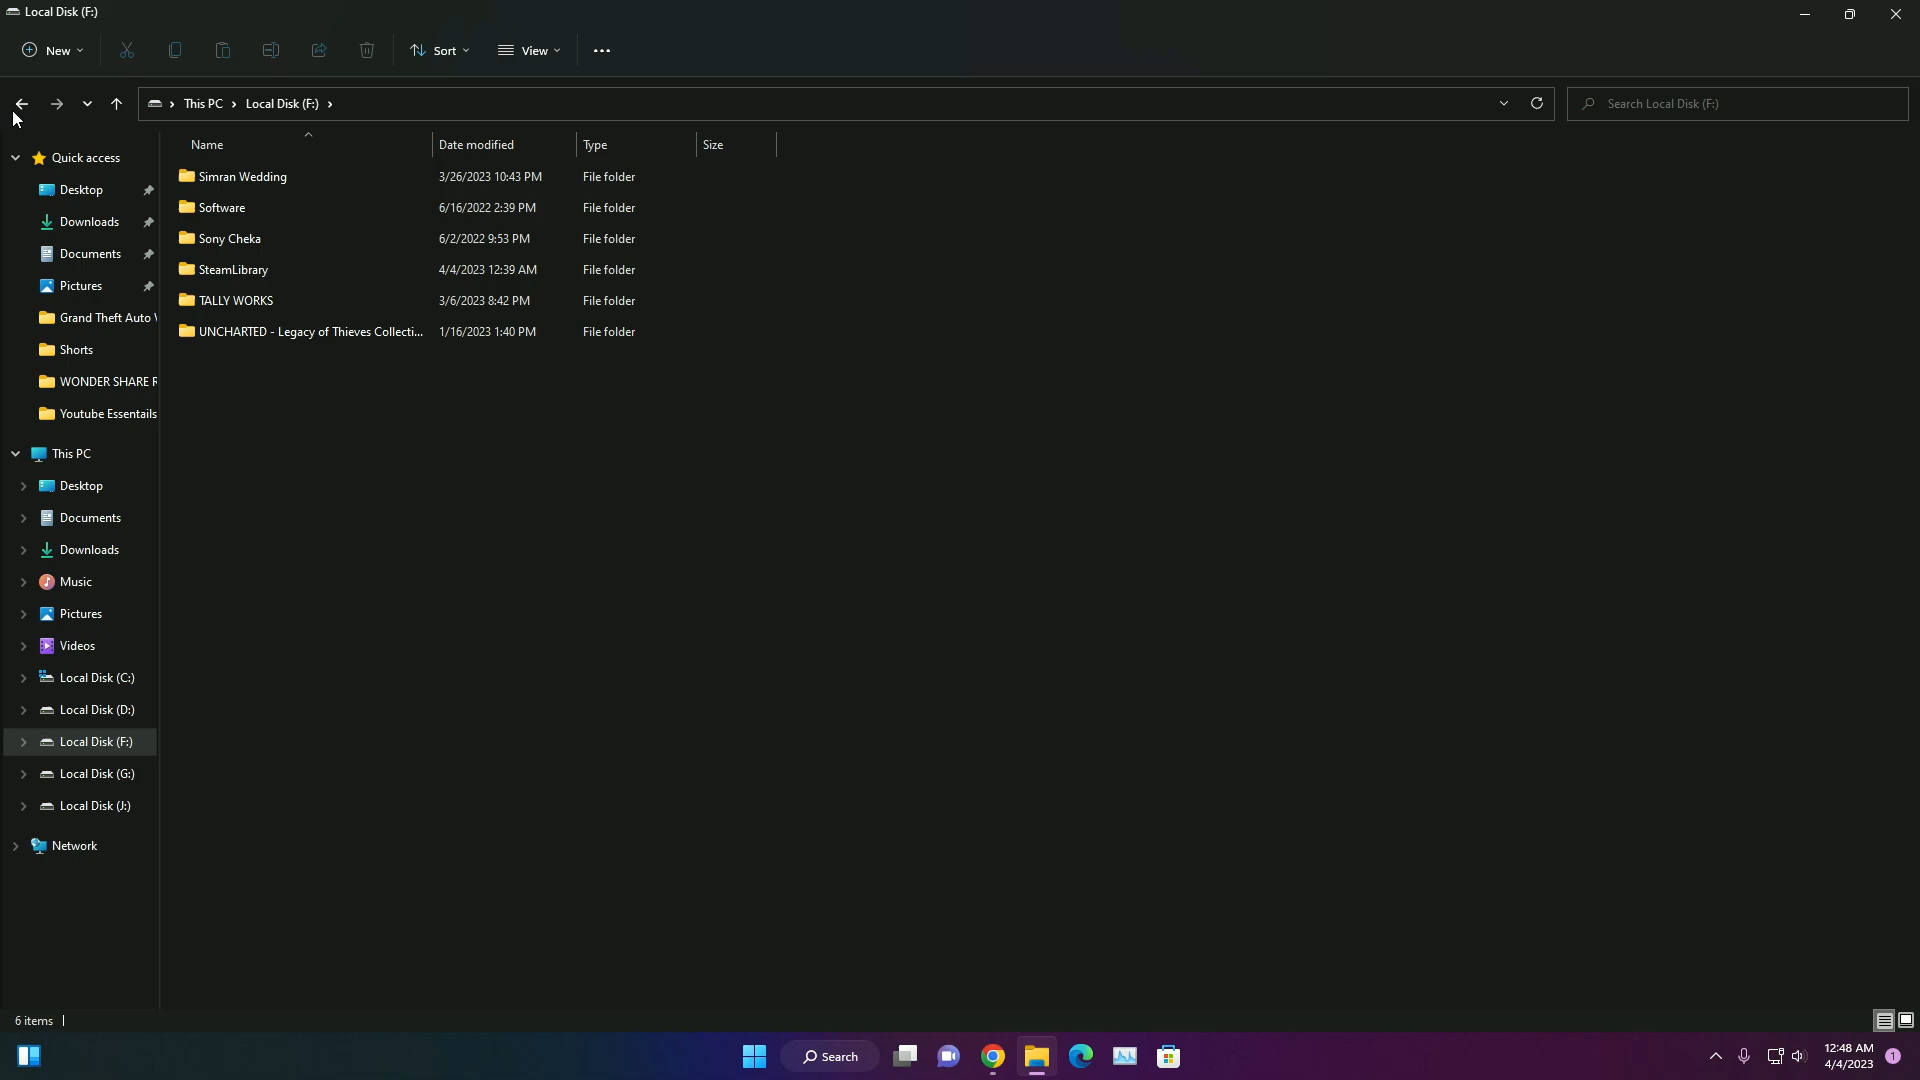 Local Disk (F:)
New
Sort
View
This PC
Local Disk (F:)
Search Local Disk (F:)
Name
Date modified
Type
Size
Simran Wedding
3/26/2023 10:43 PM
File folder
Software
6/16/2022 2:39 PM
File folder
Sony Cheka
6/2/2022 9:53 PM
File folder
SteamLibrary
4/4/2023 12:39 AM
File folder
TALLY WORKS
3/6/2023 8:42 PM
File folder
UNCHARTED - Legacy of Thieves Collecti...
1/16/2023 1:40 PM
File folder
Quick access
Desktop
Downloads
Documents
Pictures
Grand Theft Auto V
Shorts
WONDER SHARE R
Youtube Essentails
This PC
Desktop
Documents
Downloads
Music
Pictures
Videos
Local Disk (C:)
Local Disk (D:)
Local Disk (F:)
Local Disk (G:)
Local Disk (J:)
Network
6 items
Search
12:48 AM
4/4/2023
1